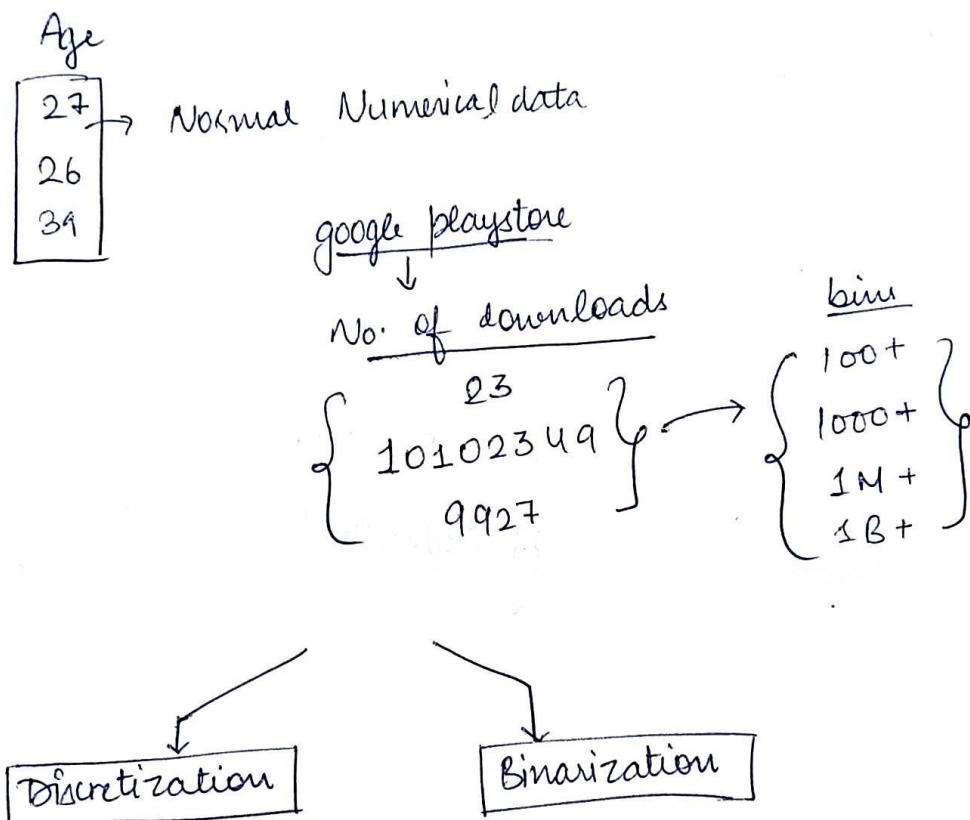 Age
27 → Normal Numerical data
26
39
google playstore
↓
No. of downloads
23
10102349
9927
→
bins
100+
1000+
1M+
1B+
Discretization
Binarization